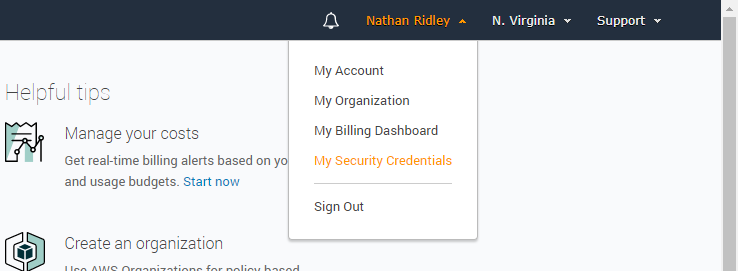 Nathan Ridley N. Virginia Support
My Account
My Organization
My Billing Dashboard
My Security Credentials
Sign Out
Helpful tips
Manage your costs
Get real-time billing alerts based on yo
and usage budgets. Start now
Create an organization
Use AWS Organizations for policy-based